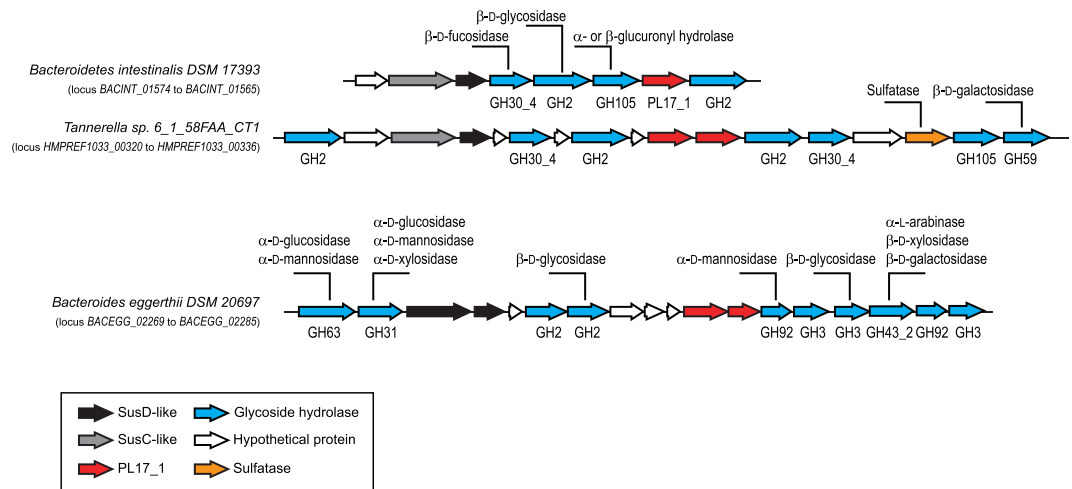 β-D-glycosidase
β-D-fucosidase
α- or β-glucuronyl hydrolase
Bacteroidetes intestinalis DSM 17393
(locus BACINT_01574 to BACINT_01565)
GH30_4 GH2 GH105 PL17_1 GH2
Sulfatase β-D-galactosidase
Tannerella sp. 6_1_58FAA_CT1
(locus HMPREF1033_00320 to HMPREF1033_00336)
GH2 GH30_4 GH2 GH2 GH30_4 GH105 GH59
α-D-glucosidase α-L-arabinase
α-D-glucosidase α-D-mannosidase β-D-xylosidase
α-D-mannosidase α-D-xylosidase β-D-glycosidase α-D-mannosidase β-D-glycosidase β-D-galactosidase
Bacteroides eggerthii DSM 20697
(locus BACEGG_02269 to BACEGG_02285)
GH63 GH31 GH2 GH2 GH92 GH3 GH3 GH43_2 GH92 GH3
SusD-like Glycoside hydrolase
SusC-like Hypothetical protein
PL17_1 Sulfatase